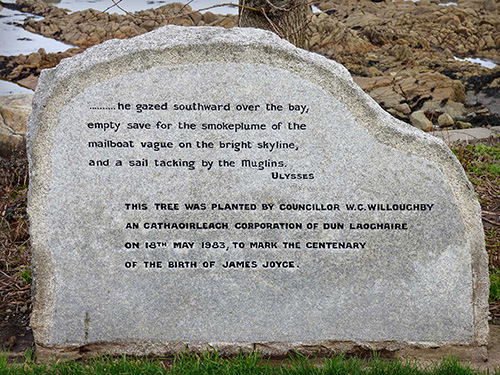 ..........he gazed southward over the bay,
empty save for the smokeplume of the
mailboat vague on the bright skyline,
and a sail tacking by the Muglins.
ULYSSES
THIS TREE WAS PLANTED BY COUNCILLOR W.C.WILLOUGHBY
AN CATHAOIRLEACH CORPORATION OF DUN LAOGHAIRE
ON 18TH MAY 1983, TO MARK THE CENTENARY
OF THE BIRTH OF JAMES JOYCE.